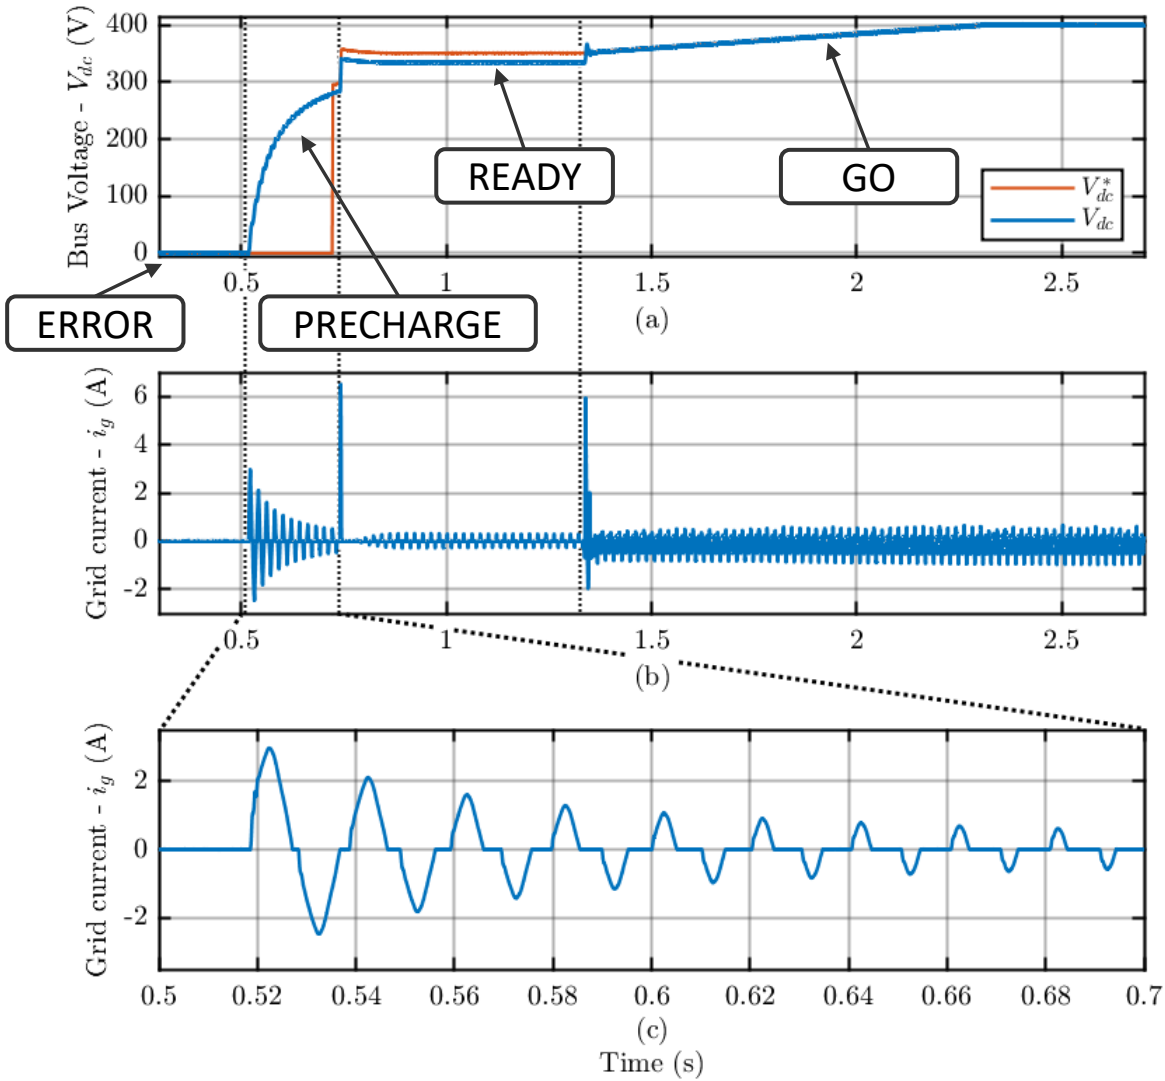 Bus Voltage - V_dc (V)
400
300
200
100
0
READY
GO
V*_dc
V_dc
0.5
1
1.5
2
2.5
(a)
ERROR
PRECHARGE
Grid current - i_g (A)
6
4
2
0
-2
0.5
1
1.5
2
2.5
(b)
Grid current - i_g (A)
2
0
-2
0.5
0.52
0.54
0.56
0.58
0.6
0.62
0.64
0.66
0.68
0.7
(c)
Time (s)